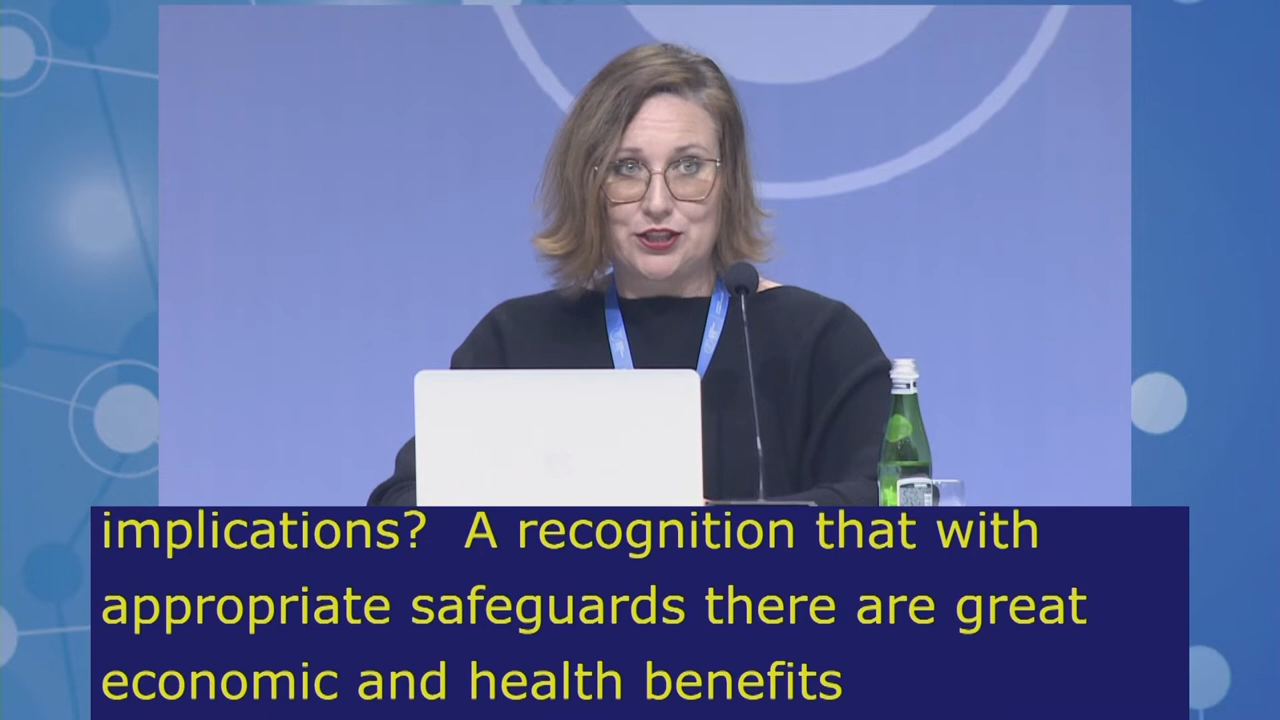 implications?  A recognition that with
appropriate safeguards there are great
economic and health benefits